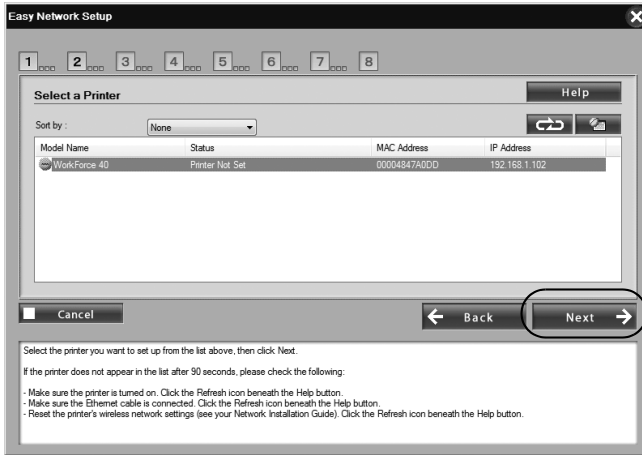 Easy Network Setup
1 2 3 4 5 6 7 8
Select a Printer
Help
Sort by :
None
Model Name Status MAC Address IP Address
WorkForce 40 Printer Not Set 00004847A0DD 192.168.1.102
Cancel
Back
Next
Select the printer you want to set up from the list above, then click Next.
If the printer does not appear in the list after 90 seconds, please check the following:
- Make sure the printer is turned on. Click the Refresh icon beneath the Help button.
- Make sure the Ethernet cable is connected. Click the Refresh icon beneath the Help button.
- Reset the printer's wireless network settings (see your Network Installation Guide). Click the Refresh icon beneath the Help button.